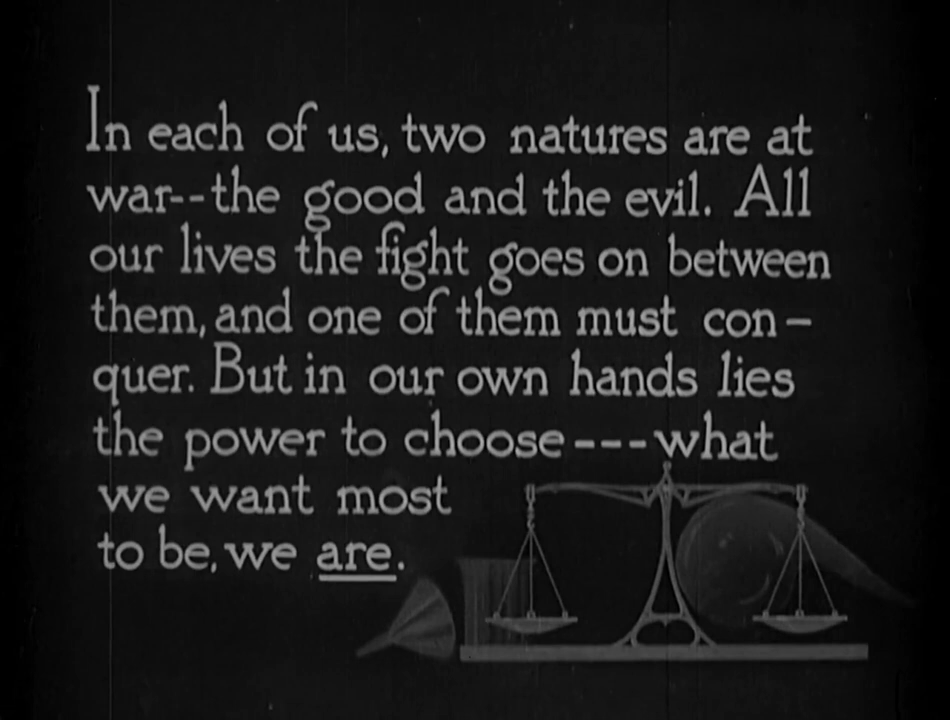 In each of us, two natures are at
war--the good and the evil. All
our lives the fight goes on between
them, and one of them must con-
quer. But in our own hands lies
the power to choose---what
we want most
to be, we are.